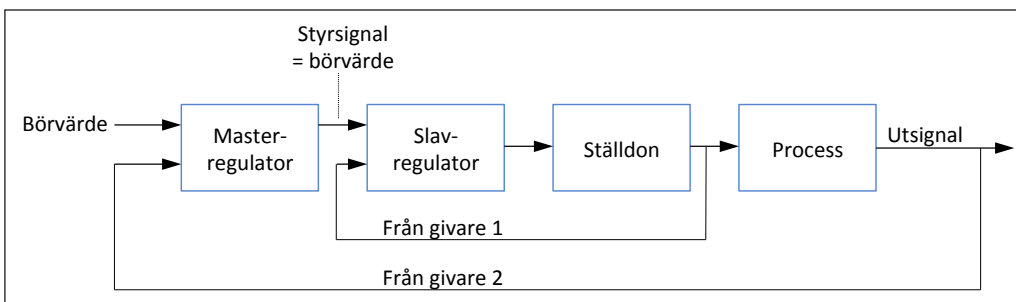 Styrsignal
= börvärde
Börvärde
Master-
regulator
Slav-
regulator
Ställdon
Process
Utsignal
Från givare 1
Från givare 2